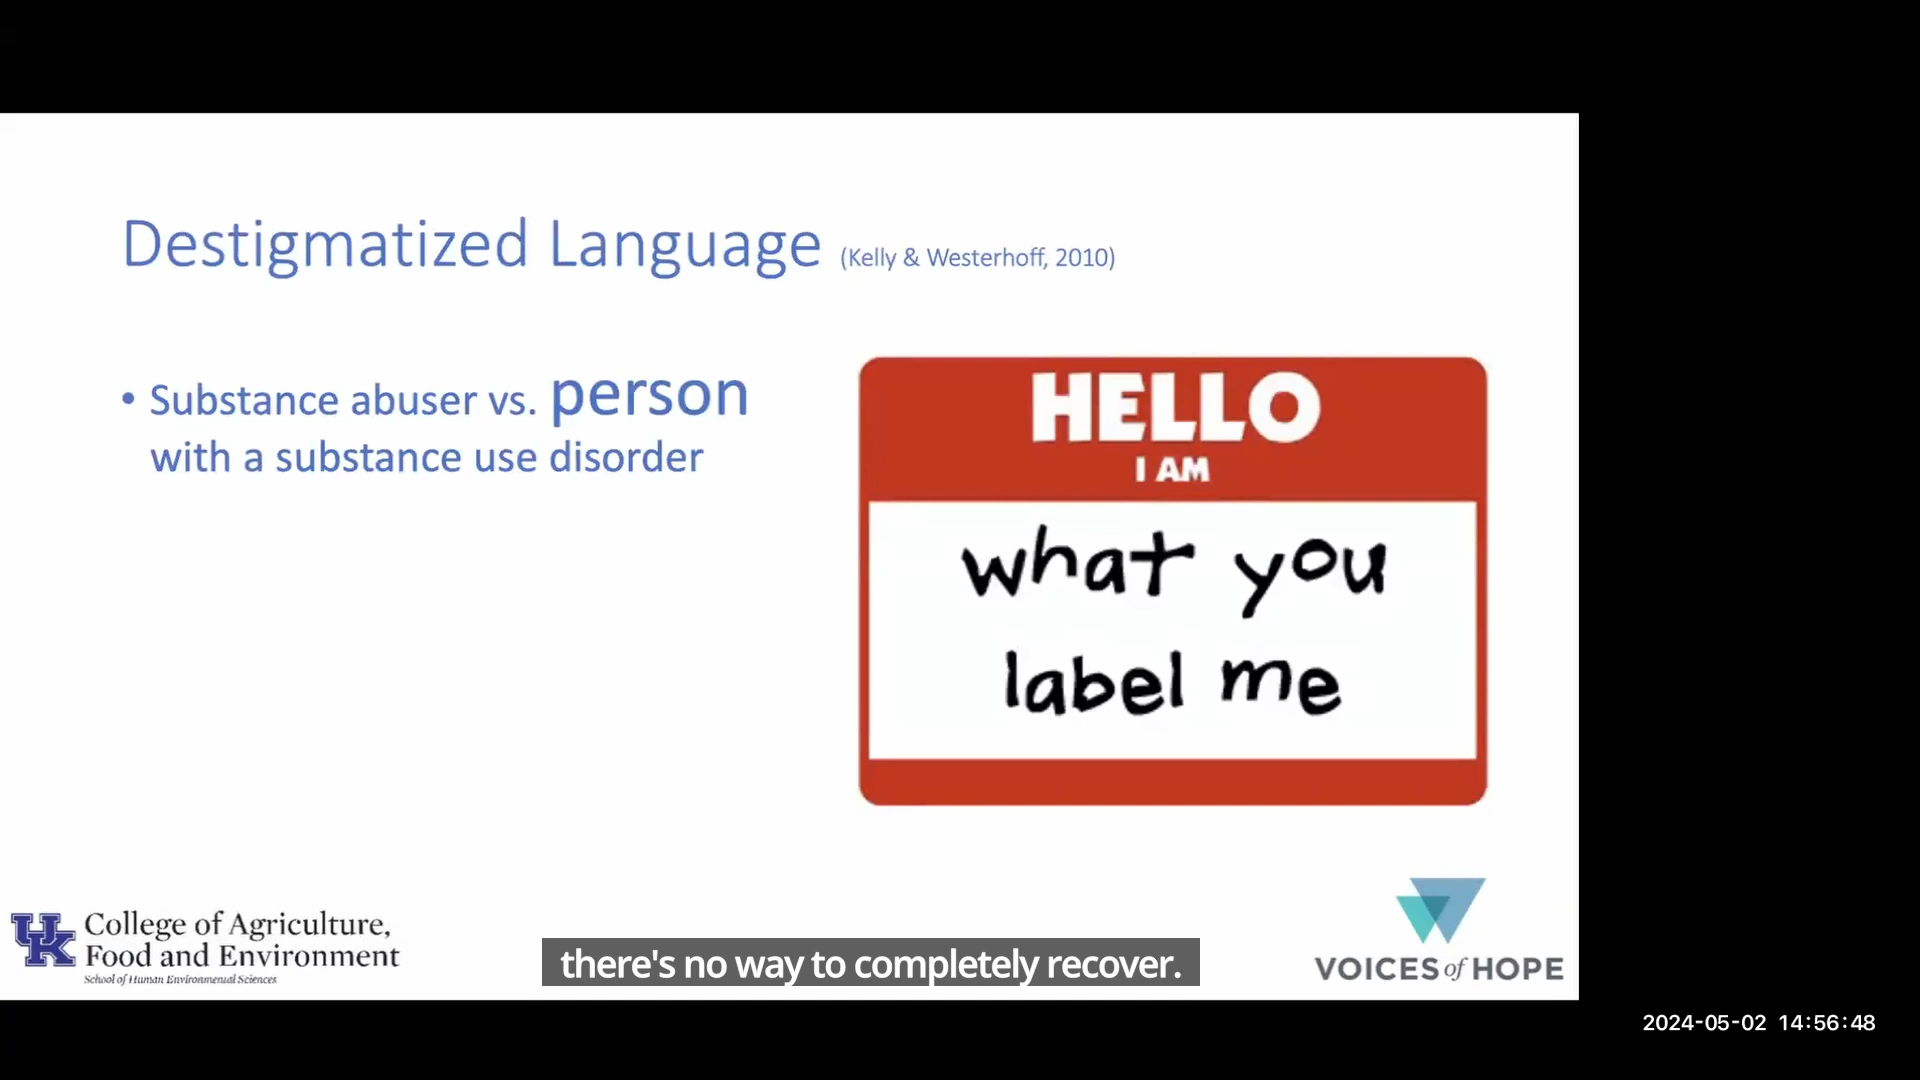 Destigmatized Language (Kelly & Westerhoff, 2010)
• Substance abuser vs. person
with a substance use disorder
HELLO
I AM
what you
label me
UK
College of Agriculture,
Food and Environment
School of Human Environmental Sciences
there's no way to completely recover.
VOICES of HOPE
2024-05-02 14:56:48